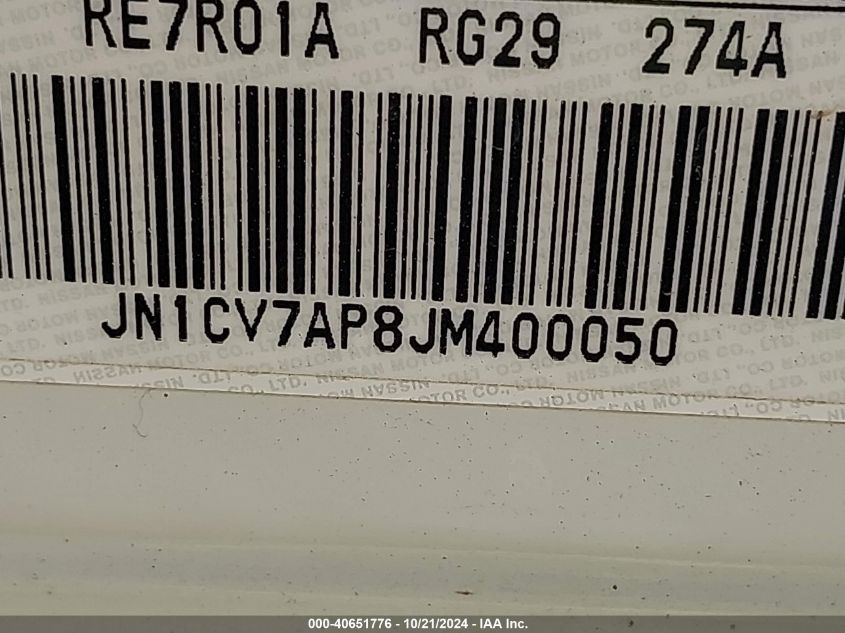 RE7R01A RG29 274A
JN1CV7AP8JM400050
000-40651776 - 10/21/2024 - IAA Inc.